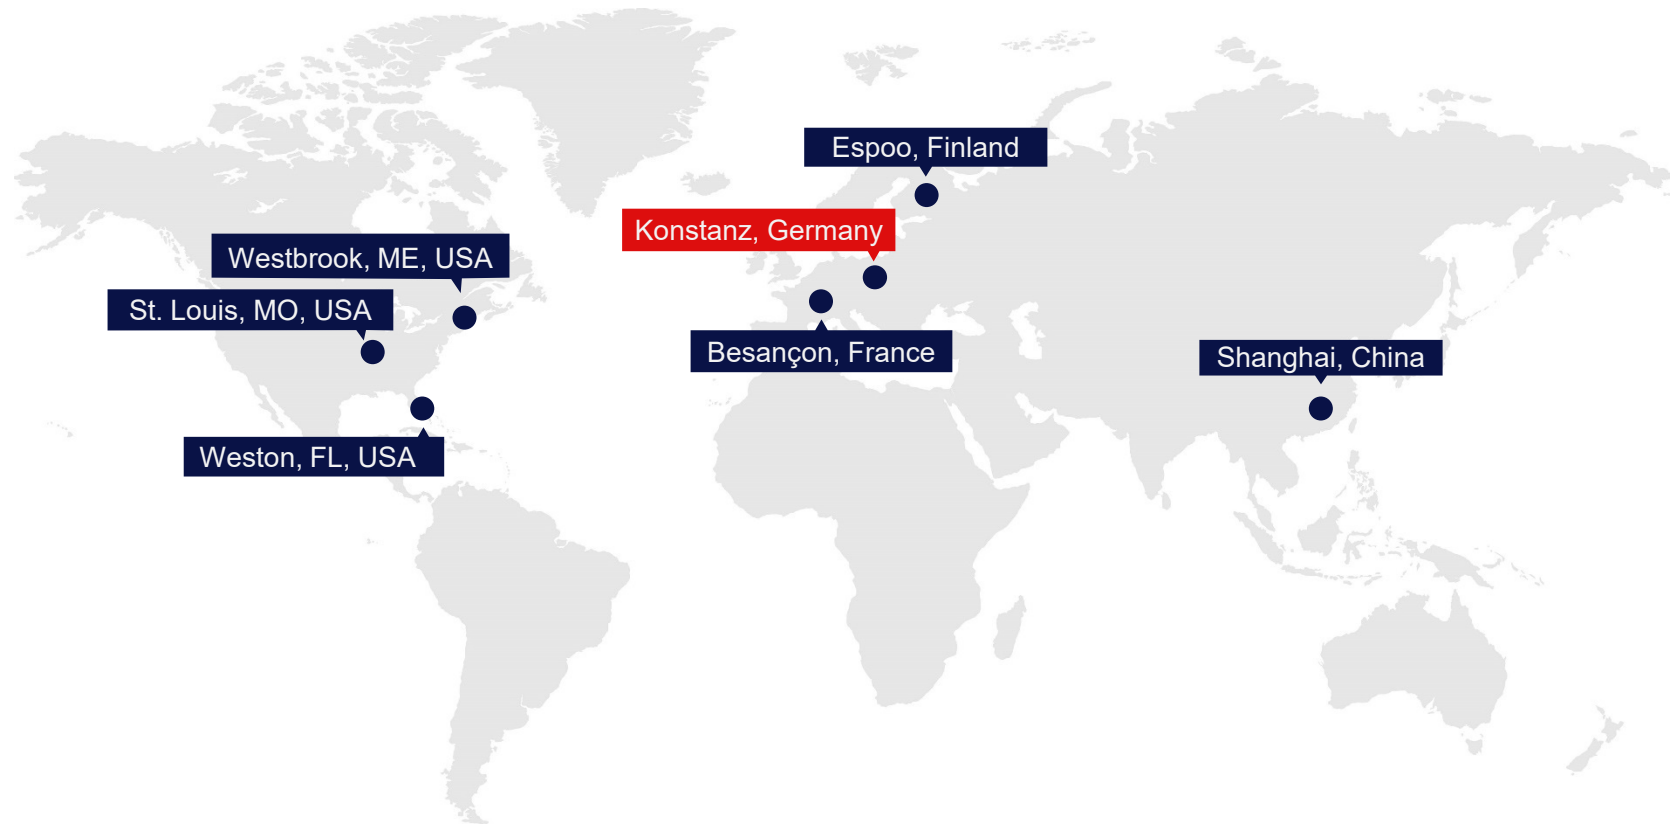 Espoo, Finland
Konstanz, Germany
Westbrook, ME, USA
St. Louis, MO, USA
Besançon, France
Shanghai, China
Weston, FL, USA